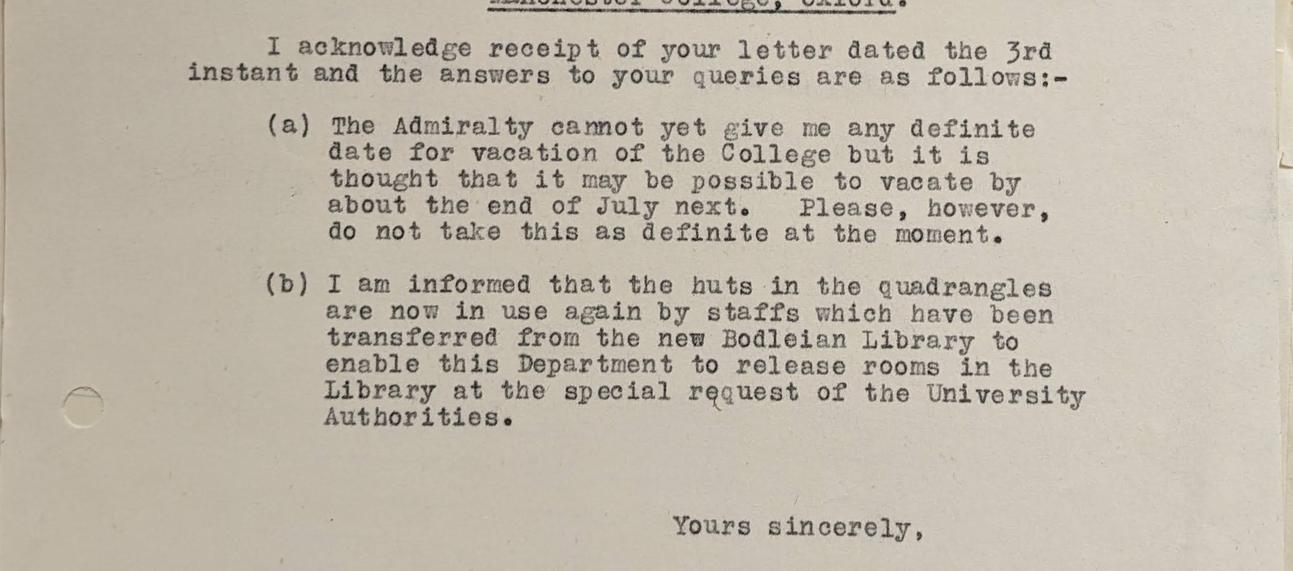 Manchester College, Oxford.
I acknowledge receipt of your letter dated the 3rd
instant and the answers to your queries are as follows:-
(a) The Admiralty cannot yet give me any definite
date for vacation of the College but it is
thought that it may be possible to vacate by
about the end of July next. Please, however,
do not take this as definite at the moment.
(b) I am informed that the huts in the quadrangles
are now in use again by staffs which have been
transferred from the new Bodleian Library to
enable this Department to release rooms in the
Library at the special request of the University
Authorities.
Yours sincerely,